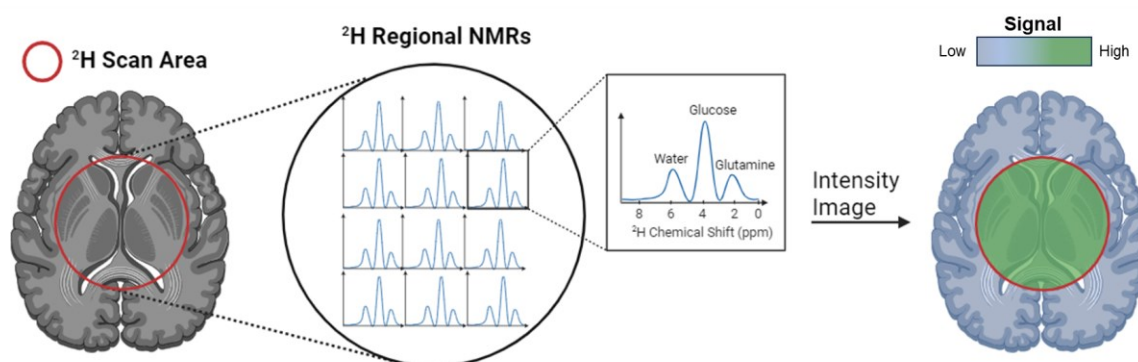 ²H Scan Area
²H Regional NMRs
Glucose
Water
Glutamine
8 6 4 2 0
²H Chemical Shift (ppm)
Intensity
Image
Signal
Low High